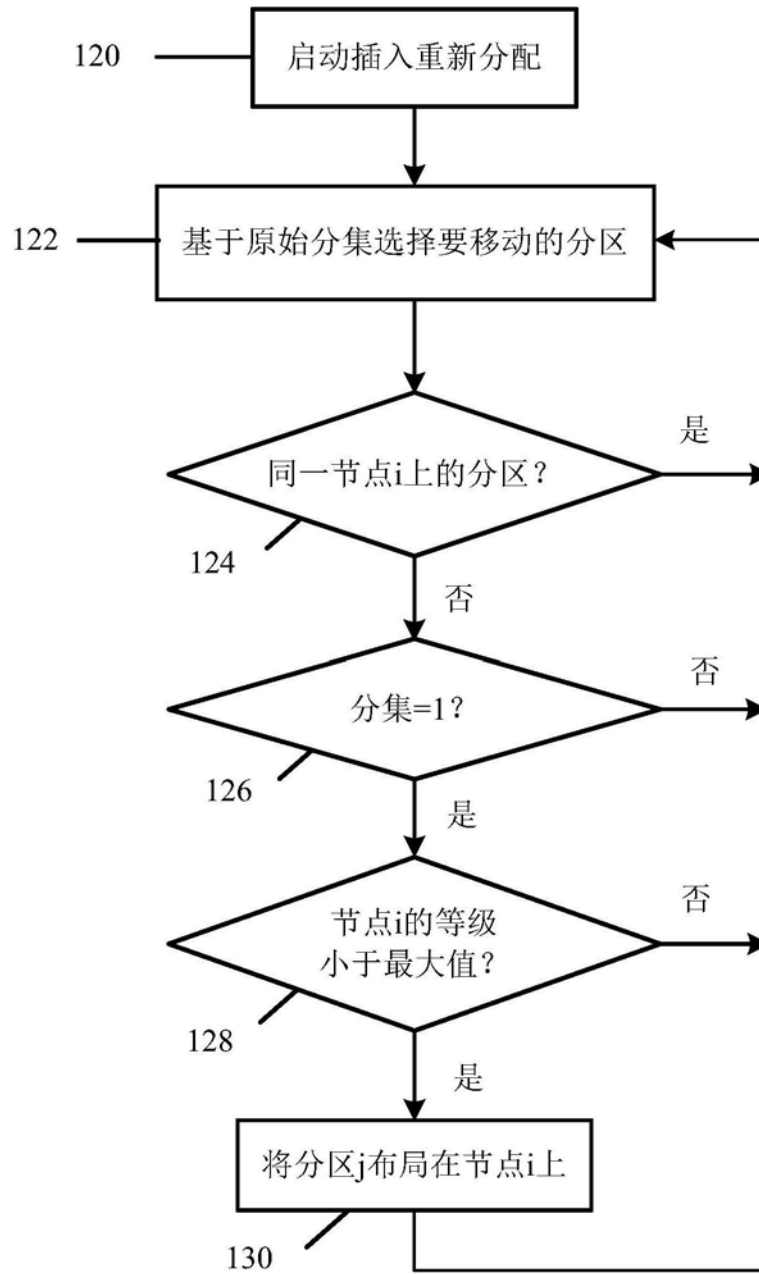 120
启动插入重新分配
122
基于原始分集选择要移动的分区
是
同一节点i上的分区?
124
否
否
分集=1?
126
是
否
节点i的等级
小于最大值?
128
是
将分区j布局在节点i上
130